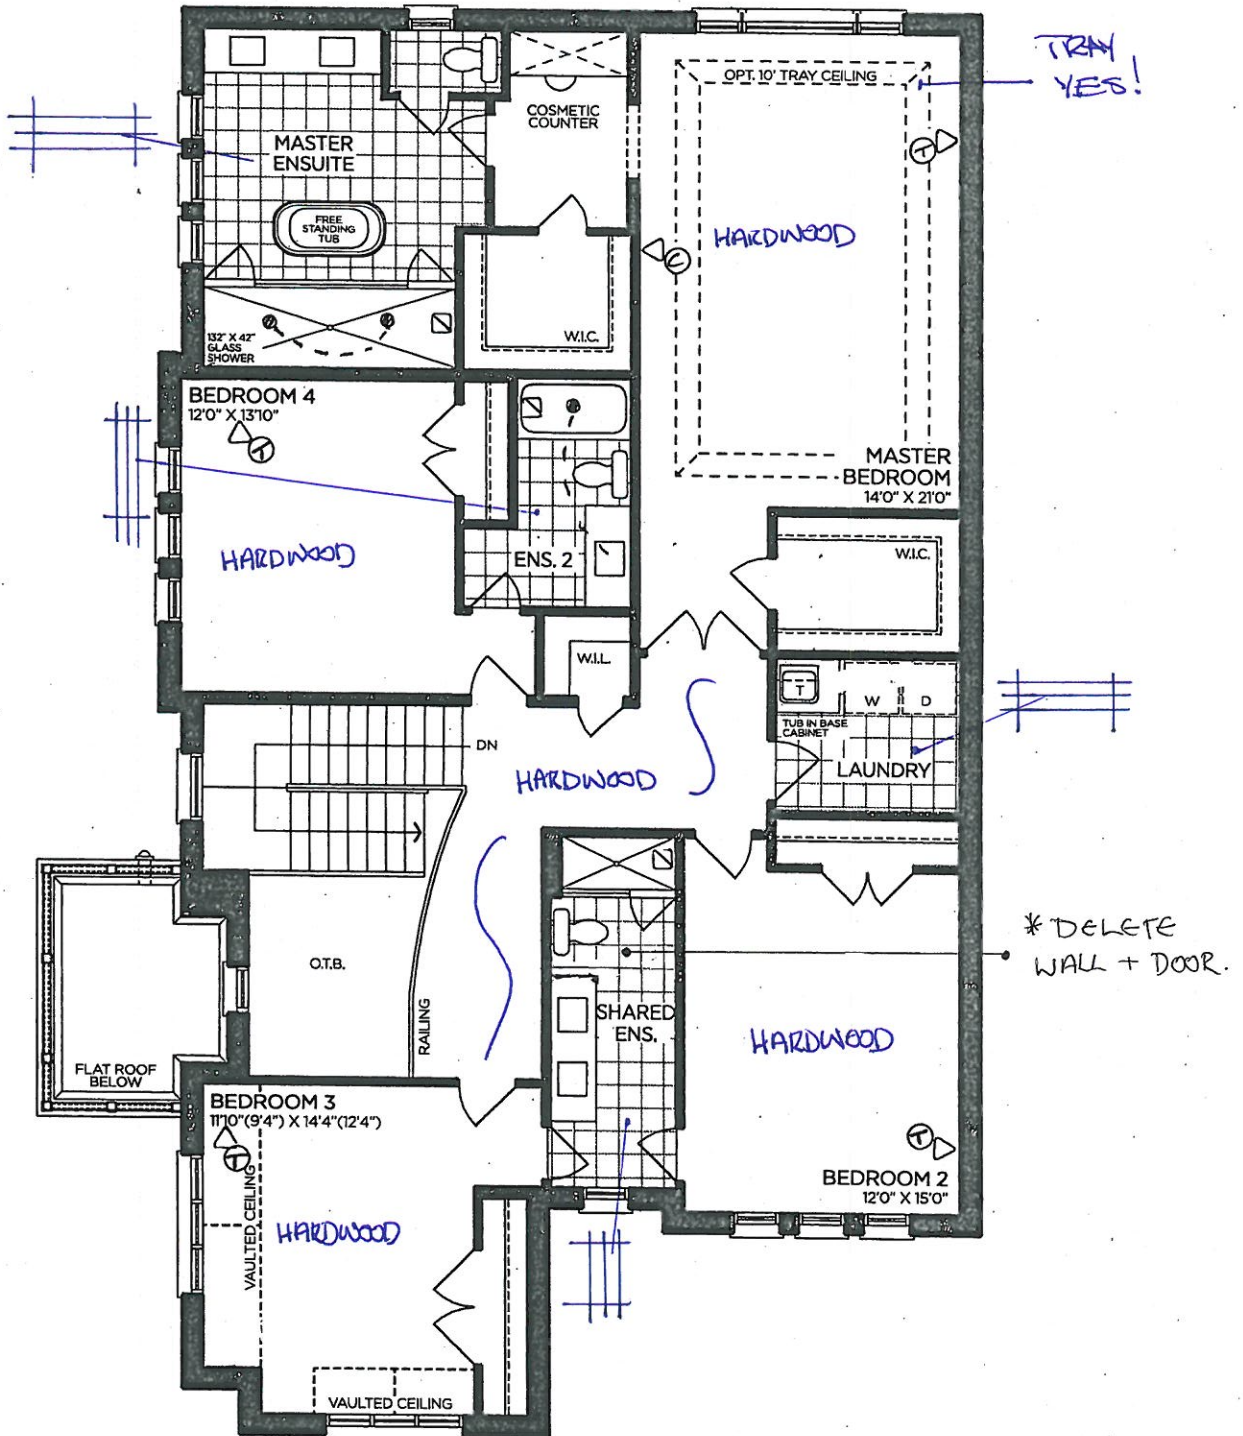 TRAY
YES!
OPT. 10' TRAY CEILING
COSMETIC
COUNTER
MASTER
ENSUITE
T
FREE
STANDING
TUB
HARDWOOD
C
132" X 42"
GLASS
SHOWER
W.I.C.
BEDROOM 4
12'0" X 13'10"
T
MASTER
BEDROOM
14'0" X 21'0"
HARDWOOD
ENS. 2
W.I.C.
W.I.L.
T
W
D
TUB IN BASE
CABINET
LAUNDRY
DN
HARDWOOD
* DELETE
WALL + DOOR.
O.T.B.
RAILING
SHARED
ENS.
HARDWOOD
FLAT ROOF
BELOW
BEDROOM 3
11'10"(9'4") X 14'4"(12'4")
T
T
BEDROOM 2
12'0" X 15'0"
VAULTED CEILING
HARDWOOD
VAULTED CEILING